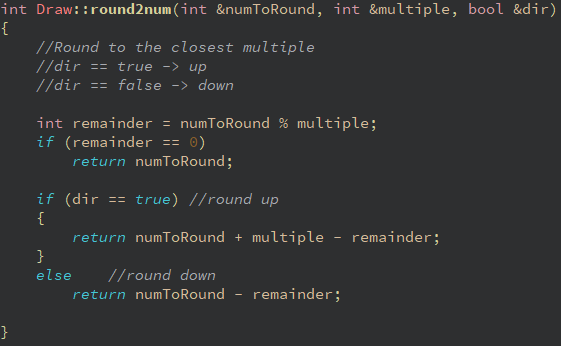 int Draw::round2num(int &numToRound, int &multiple, bool &dir)
{
    //Round to the closest multiple
    //dir == true -> up
    //dir == false -> down
    int remainder = numToRound % multiple;
    if (remainder == 0)
        return numToRound;
    if (dir == true) //round up
    {
        return numToRound + multiple - remainder;
    }
    else    //round down
        return numToRound - remainder;
}